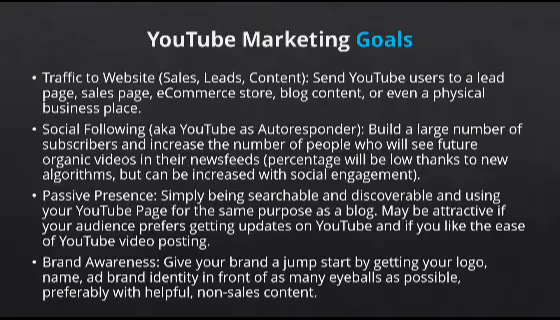 YouTube Marketing Goals
• Traffic to Website (Sales, Leads, Content): Send YouTube users to a lead
page, sales page, eCommerce store, blog content, or even a physical
business place.
• Social Following (aka YouTube as Autoresponder): Build a large number of
subscribers and increase the number of people who will see future
organic videos in their newsfeeds (percentage will be low thanks to new
algorithms, but can be increased with social engagement).
• Passive Presence: Simply being searchable and discoverable and using
your YouTube Page for the same purpose as a blog. May be attractive if
your audience prefers getting updates on YouTube and if you like the ease
of YouTube video posting.
• Brand Awareness: Give your brand a jump start by getting your logo,
name, ad brand identity in front of as many eyeballs as possible,
preferably with helpful, non-sales content.